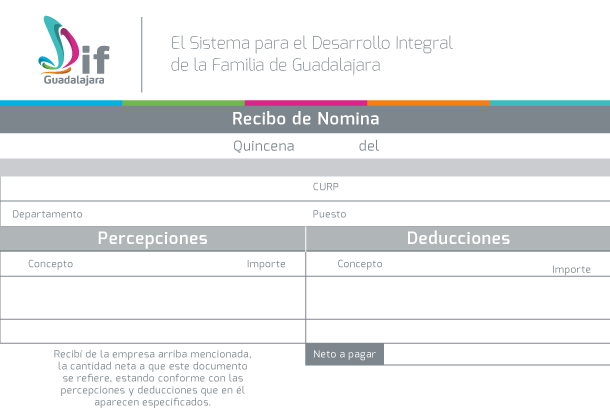 Dif
Guadalajara
El Sistema para el Desarrollo Integral
de la Familia de Guadalajara
Recibo de Nomina
Quincena del
CURP
Departamento Puesto
Percepciones Deducciones
Concepto Importe Concepto Importe
Recibí de la empresa arriba mencionada,
la cantidad neta a que este documento
se refiere, estando conforme con las
percepciones y deducciones que en él
aparecen especificados.
Neto a pagar